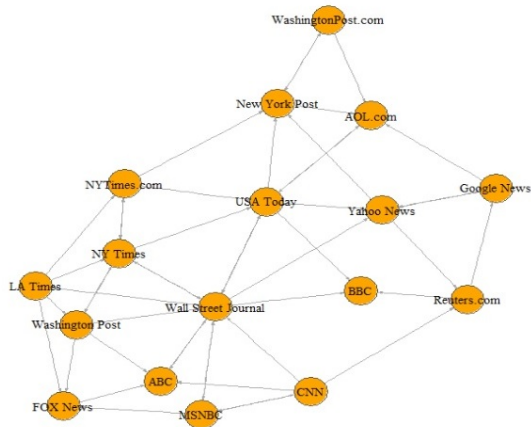 WashingtonPost.com
New York Post
AOL.com
NYTimes.com
USA Today
Yahoo News
Google News
NY Times
LA Times
Washington Post
Wall Street Journal
BBC
Reuters.com
ABC
CNN
FOX News
MSNBC